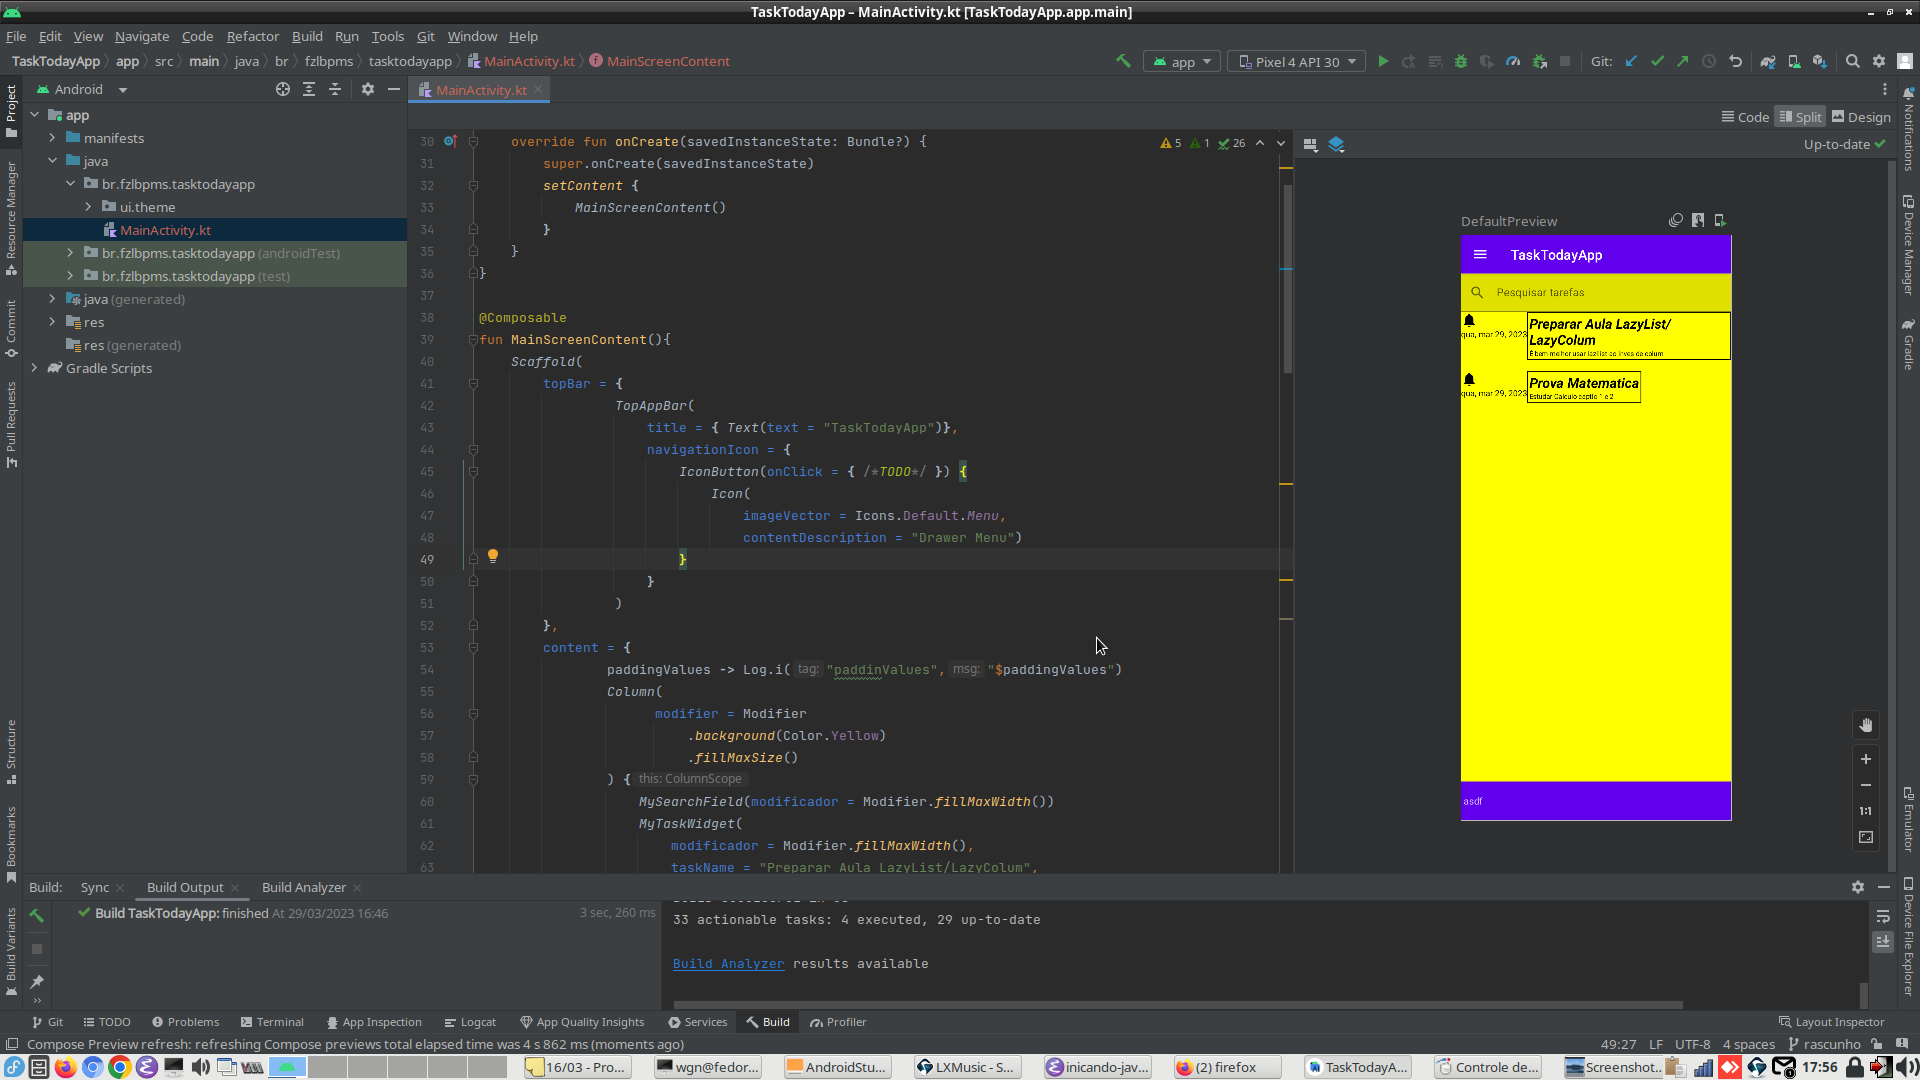 TaskTodayApp – MainActivity.kt [TaskTodayApp.app.main]
File Edit View Navigate Code Refactor Build Run Tools Git Window Help
TaskTodayApp app src main java br fzlbpms tasktodayapp MainActivity.kt MainScreenContent
app Pixel 4 API 30 Git:
Android
MainActivity.kt
Code Split Design
Up-to-date
Project
Resource Manager
Commit
Pull Requests
Structure
Bookmarks
Build Variants
Notifications
Device Manager
Gradle
Emulator
Device File Explorer
app
manifests
java
br.fzlbpms.tasktodayapp
ui.theme
MainActivity.kt
br.fzlbpms.tasktodayapp (androidTest)
br.fzlbpms.tasktodayapp (test)
java (generated)
res
res (generated)
Gradle Scripts
5 1 26
30 override fun onCreate(savedInstanceState: Bundle?) {
31 super.onCreate(savedInstanceState)
32 setContent {
33 MainScreenContent()
34 }
35 }
36 }
37
38 @Composable
39 fun MainScreenContent(){
40 Scaffold(
41 topBar = {
42 TopAppBar(
43 title = { Text(text = "TaskTodayApp")},
44 navigationIcon = {
45 IconButton(onClick = { /*TODO*/ }) {
46 Icon(
47 imageVector = Icons.Default.Menu,
48 contentDescription = "Drawer Menu")
49 }
50 }
51 )
52 },
53 content = {
54 paddingValues -> Log.i( tag: "paddinValues", msg: "$paddingValues")
55 Column(
56 modifier = Modifier
57 .background(Color.Yellow)
58 .fillMaxSize()
59 ) { this: ColumnScope
60 MySearchField(modificador = Modifier.fillMaxWidth())
61 MyTaskWidget(
62 modificador = Modifier.fillMaxWidth(),
63 taskName = "Preparar Aula LazyList/LazyColum",
DefaultPreview
TaskTodayApp
Pesquisar tarefas
qua, mar 29, 2023
Preparar Aula LazyList/
LazyColum
É bem melhor usar lazilist ao inves de colum
qua, mar 29, 2023
Prova Matematica
Estudar Calculo capitlo 1 e 2
asdf
1:1
Build: Sync Build Output Build Analyzer
Build TaskTodayApp: finished At 29/03/2023 16:46 3 sec, 260 ms
33 actionable tasks: 4 executed, 29 up-to-date
Build Analyzer results available
Git TODO Problems Terminal App Inspection Logcat App Quality Insights Services Build Profiler Layout Inspector
Compose Preview refresh: refreshing Compose previews total elapsed time was 4 s 862 ms (moments ago)
49:27 LF UTF-8 4 spaces rascunho
16/03 - Pro... wgn@fedor... AndroidStu... LXMusic - S... inicando-jav... (2) firefox TaskTodayA... Controle de... Screenshot... 17:56